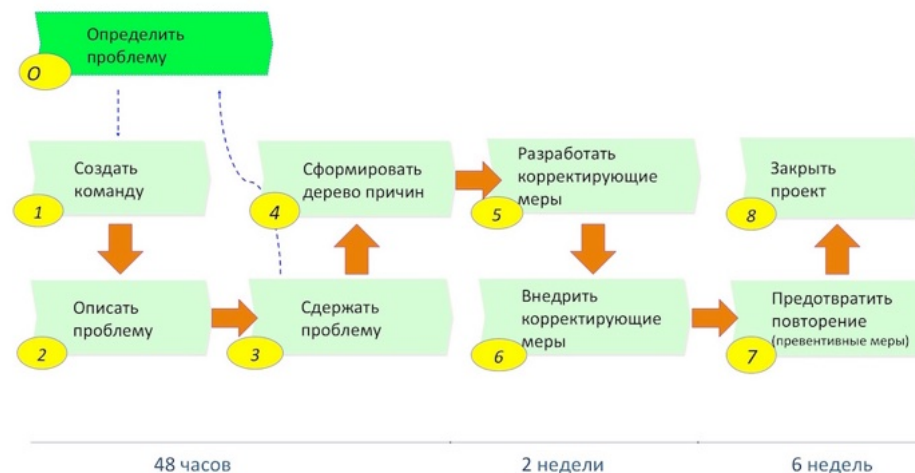 Определить
проблему
0
Создать
команду
1
Сформировать
дерево причин
4
Разработать
корректирующие
меры
5
Закрыть
проект
8
Описать
проблему
2
Сдержать
проблему
3
Внедрить
корректирующие
меры
6
Предотвратить
повторение
(превентивные меры)
7
48 часов
2 недели
6 недель